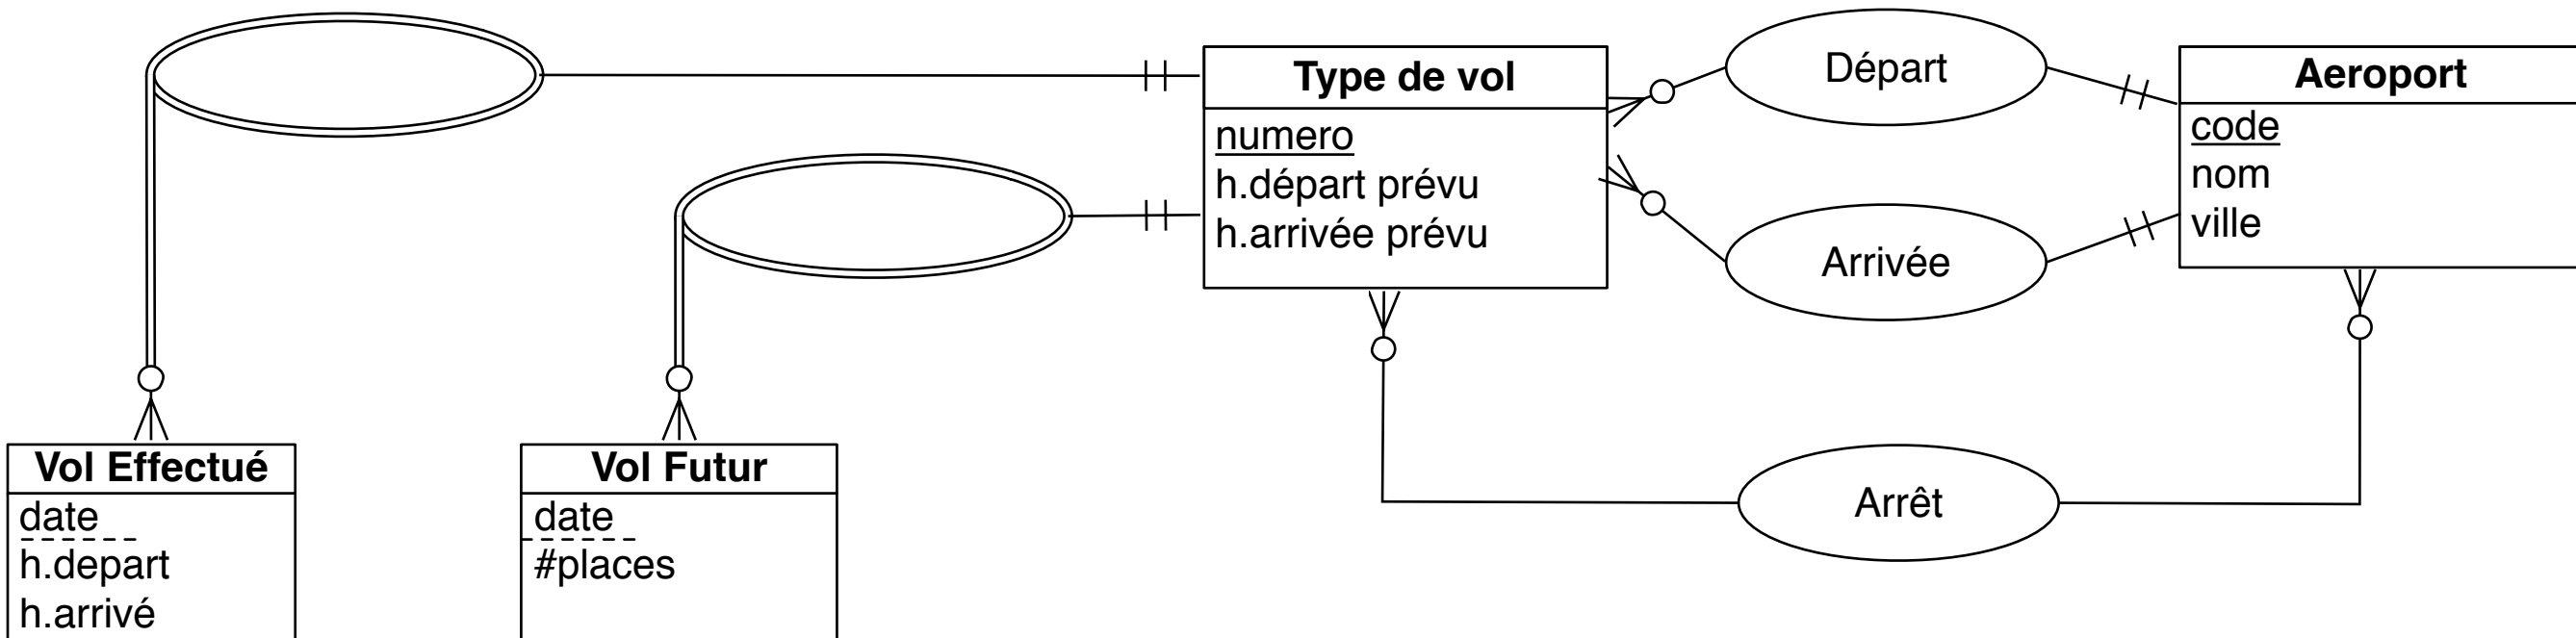 Type de vol
numero
h.départ prévu
h.arrivée prévu
Départ
Arrivée
Aeroport
code
nom
ville
Vol Effectué
date
h.depart
h.arrivé
Vol Futur
date
#places
Arrêt